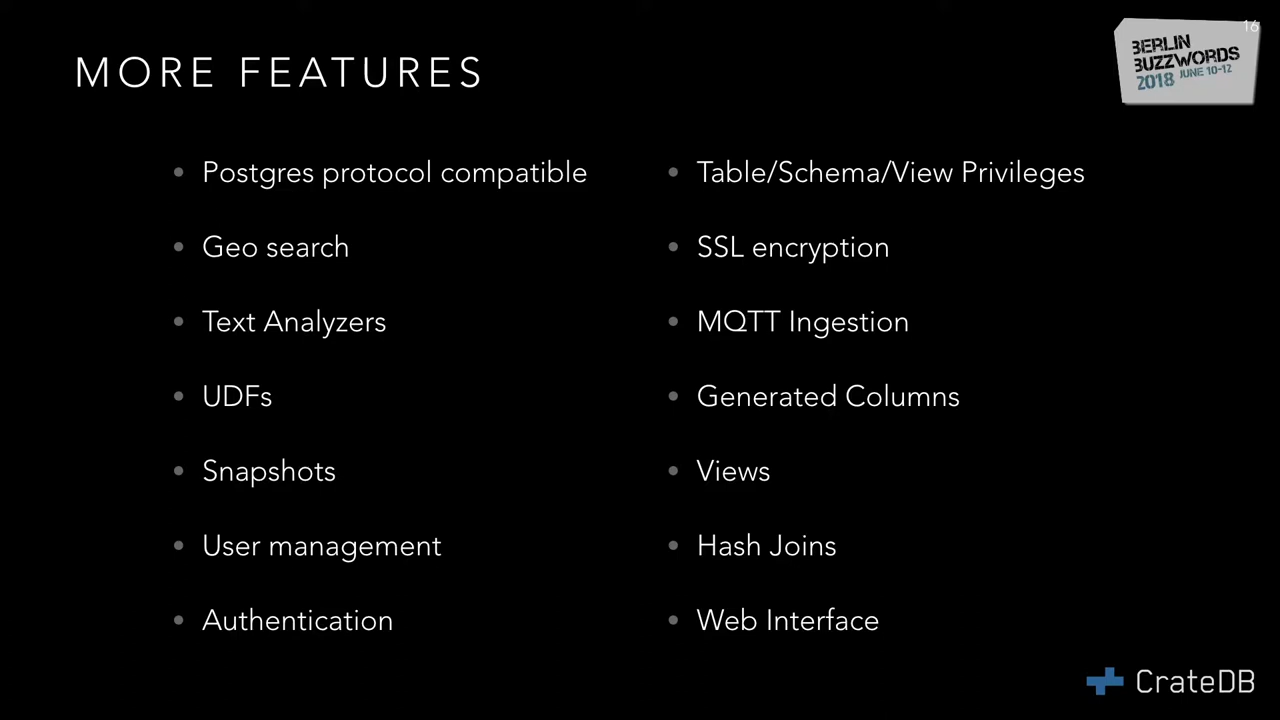 MORE FEATURES
16
BERLIN
BUZZWORDS
2018 JUNE 10-12
• Postgres protocol compatible
• Geo search
• Text Analyzers
• UDFs
• Snapshots
• User management
• Authentication
• Table/Schema/View Privileges
• SSL encryption
• MQTT Ingestion
• Generated Columns
• Views
• Hash Joins
• Web Interface
CrateDB